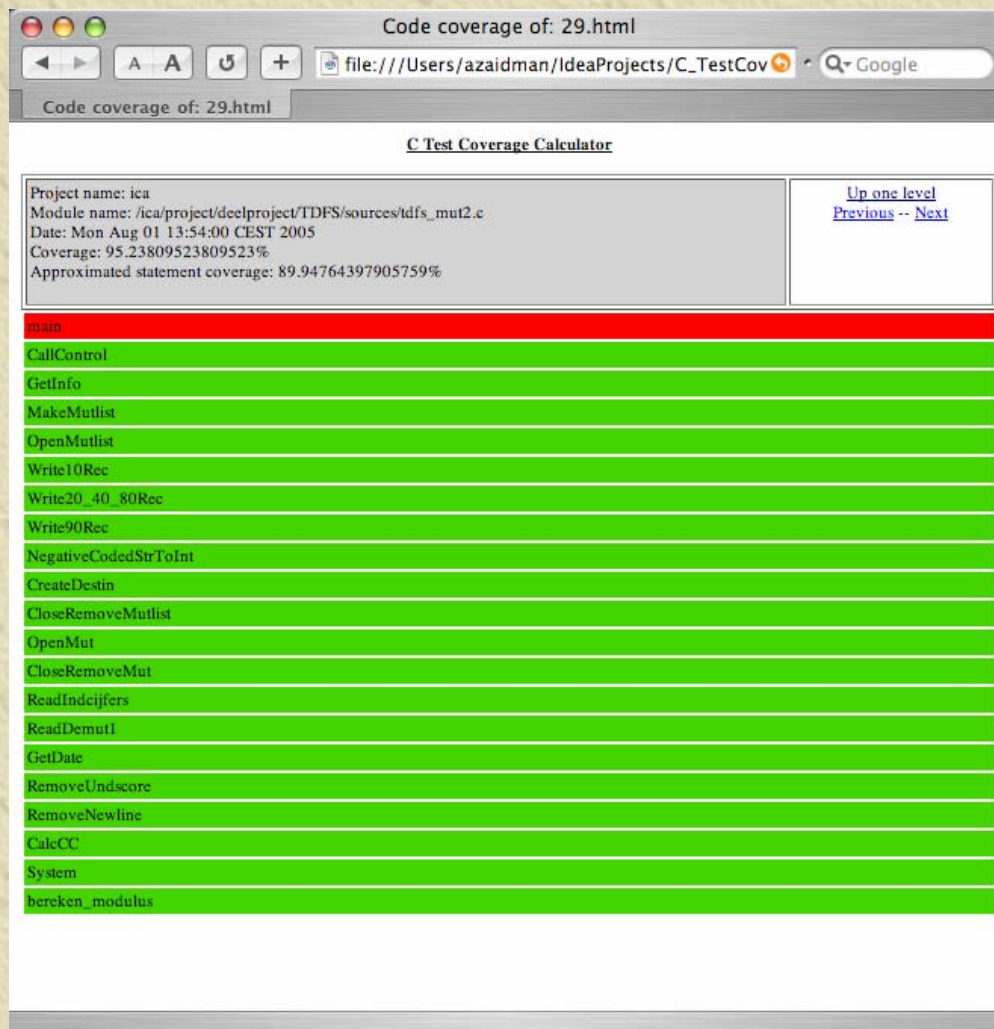 Code coverage of: 29.html
A A + file:///Users/azaidman/IdeaProjects/C_TestCov Google
Code coverage of: 29.html
C Test Coverage Calculator
Project name: ica
Module name: /ica/project/deelproject/TDFS/sources/tdfs_mut2.c
Date: Mon Aug 01 13:54:00 CEST 2005
Coverage: 95.23809523809523%
Approximated statement coverage: 89.94764397905759%
Up one level
Previous -- Next
main
CallControl
GetInfo
MakeMutlist
OpenMutlist
Write10Rec
Write20_40_80Rec
Write90Rec
NegativeCodedStrToInt
CreateDestin
CloseRemoveMutlist
OpenMut
CloseRemoveMut
ReadIndcijfers
ReadDemut1
GetDate
RemoveUndscore
RemoveNewline
CalcCC
System
bereken_modulus